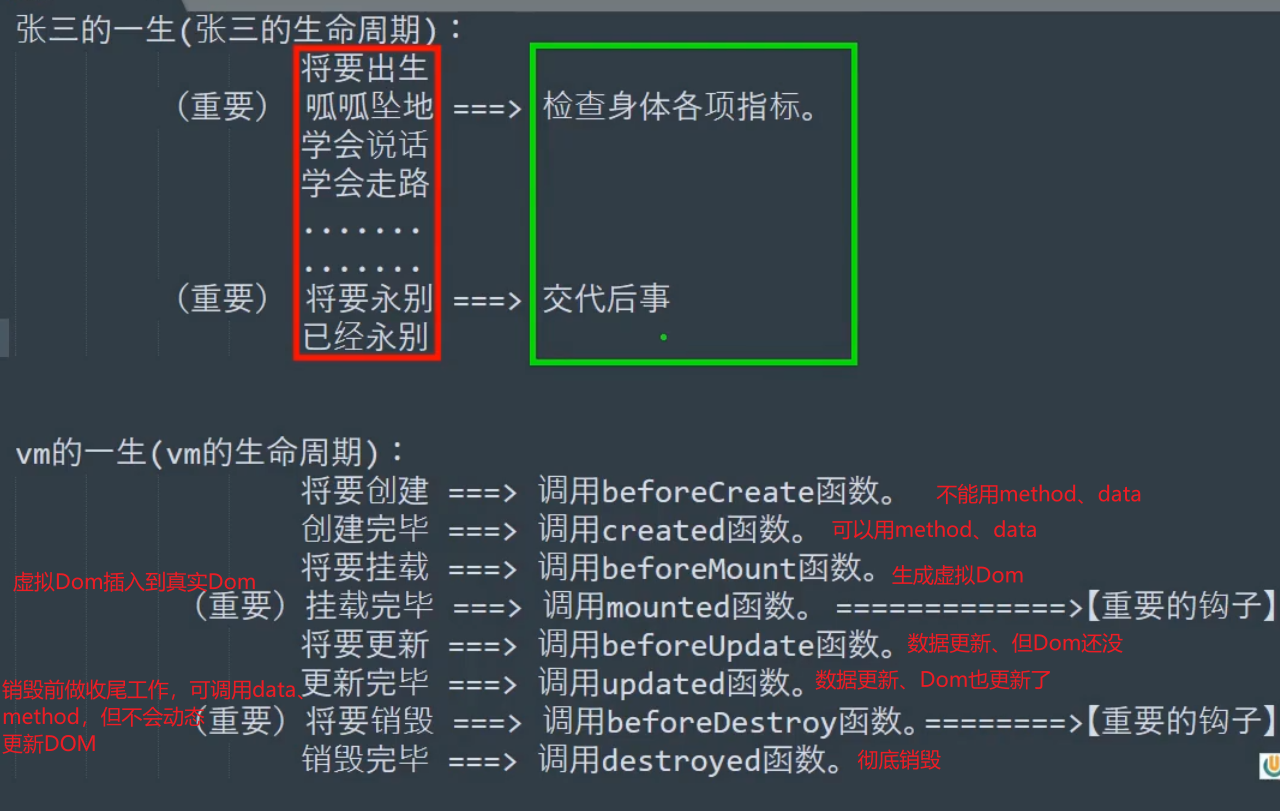 张三的一生(张三的生命周期)：
将要出生
（重要） 呱呱坠地 ===> 检查身体各项指标。
学会说话
学会走路
.......
.......
（重要） 将要永别 ===> 交代后事
已经永别
vm的一生(vm的生命周期)：
将要创建 ===> 调用beforeCreate函数。 不能用method、data
创建完毕 ===> 调用created函数。 可以用method、data
将要挂载 ===> 调用beforeMount函数。 生成虚拟Dom
虚拟Dom插入到真实Dom
（重要） 挂载完毕 ===> 调用mounted函数。 =============>【重要的钩子】
将要更新 ===> 调用beforeUpdate函数。 数据更新、但Dom还没
更新完毕 ===> 调用updated函数。 数据更新、Dom也更新了
销毁前做收尾工作，可调用data、
method，但不会动态
更新DOM
（重要） 将要销毁 ===> 调用beforeDestroy函数。========>【重要的钩子】
销毁完毕 ===> 调用destroyed函数。 彻底销毁